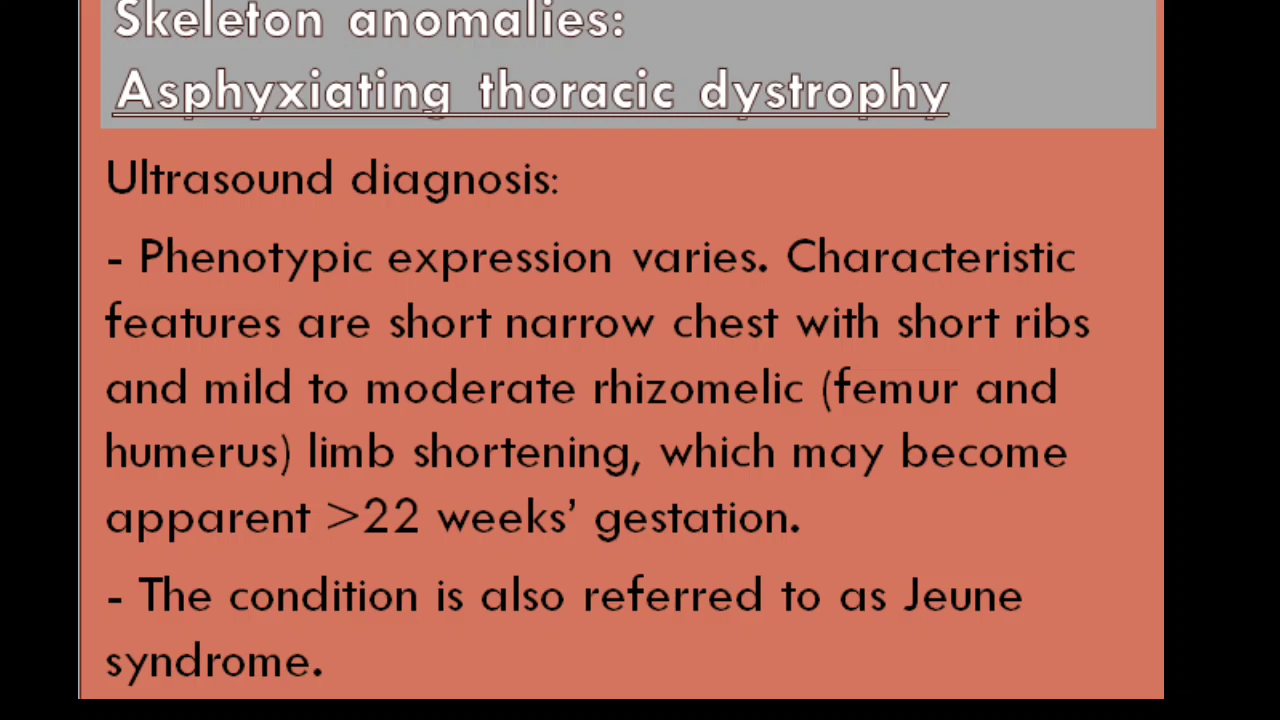 Skeleton anomalies:
Asphyxiating thoracic dystrophy
Ultrasound diagnosis:
- Phenotypic expression varies. Characteristic
features are short narrow chest with short ribs
and mild to moderate rhizomelic (femur and
humerus) limb shortening, which may become
apparent >22 weeks’ gestation.
- The condition is also referred to as Jeune
syndrome.